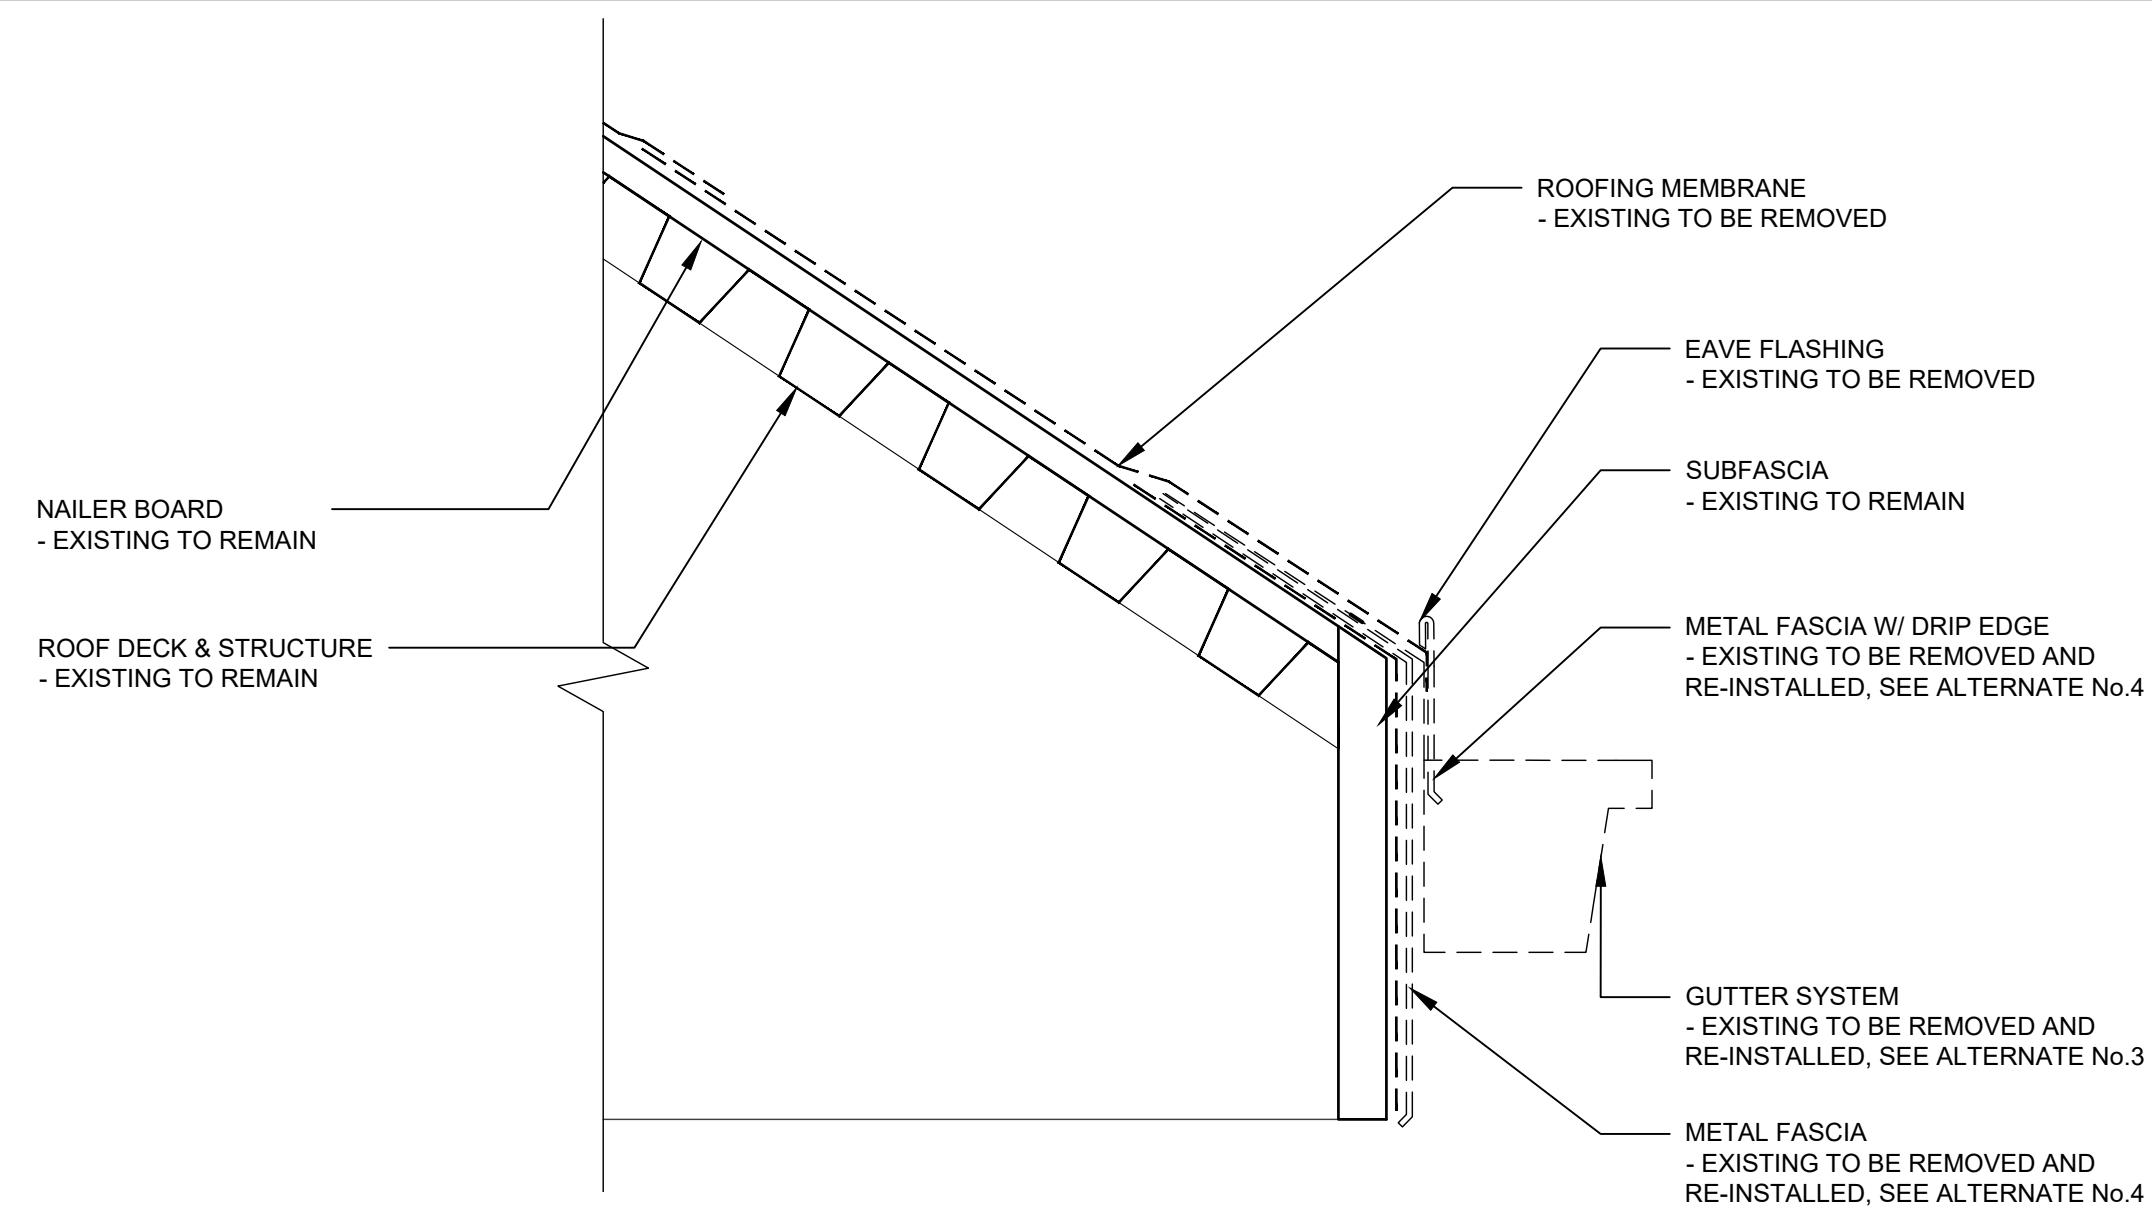 ROOFING MEMBRANE
- EXISTING TO BE REMOVED
EAVE FLASHING
- EXISTING TO BE REMOVED
SUBFASCIA
- EXISTING TO REMAIN
NAILER BOARD
- EXISTING TO REMAIN
METAL FASCIA W/ DRIP EDGE
- EXISTING TO BE REMOVED AND
RE-INSTALLED, SEE ALTERNATE No.4
ROOF DECK & STRUCTURE
- EXISTING TO REMAIN
GUTTER SYSTEM
- EXISTING TO BE REMOVED AND
RE-INSTALLED, SEE ALTERNATE No.3
METAL FASCIA
- EXISTING TO BE REMOVED AND
RE-INSTALLED, SEE ALTERNATE No.4